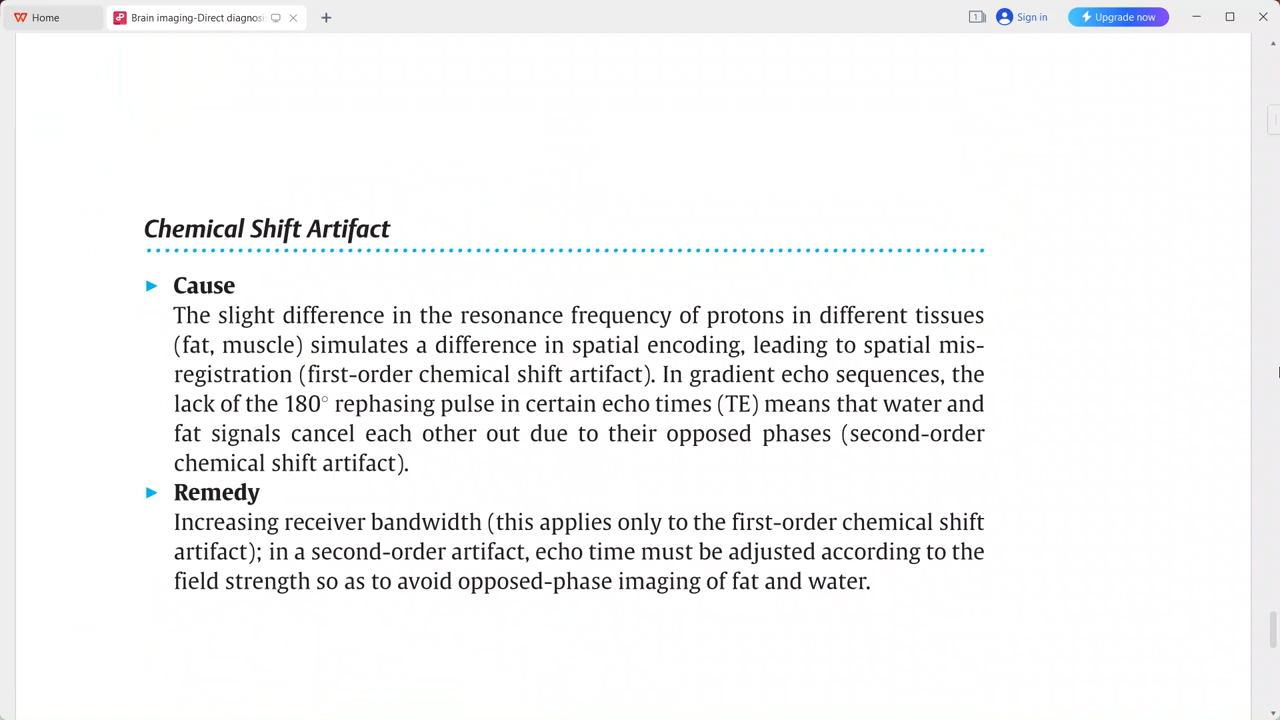 Home
Brain imaging-Direct diagnosi
1
Sign in
Upgrade now
Chemical Shift Artifact
Cause
The slight difference in the resonance frequency of protons in different tissues
(fat, muscle) simulates a difference in spatial encoding, leading to spatial mis-
registration (first-order chemical shift artifact). In gradient echo sequences, the
lack of the 180° rephasing pulse in certain echo times (TE) means that water and
fat signals cancel each other out due to their opposed phases (second-order
chemical shift artifact).
Remedy
Increasing receiver bandwidth (this applies only to the first-order chemical shift
artifact); in a second-order artifact, echo time must be adjusted according to the
field strength so as to avoid opposed-phase imaging of fat and water.